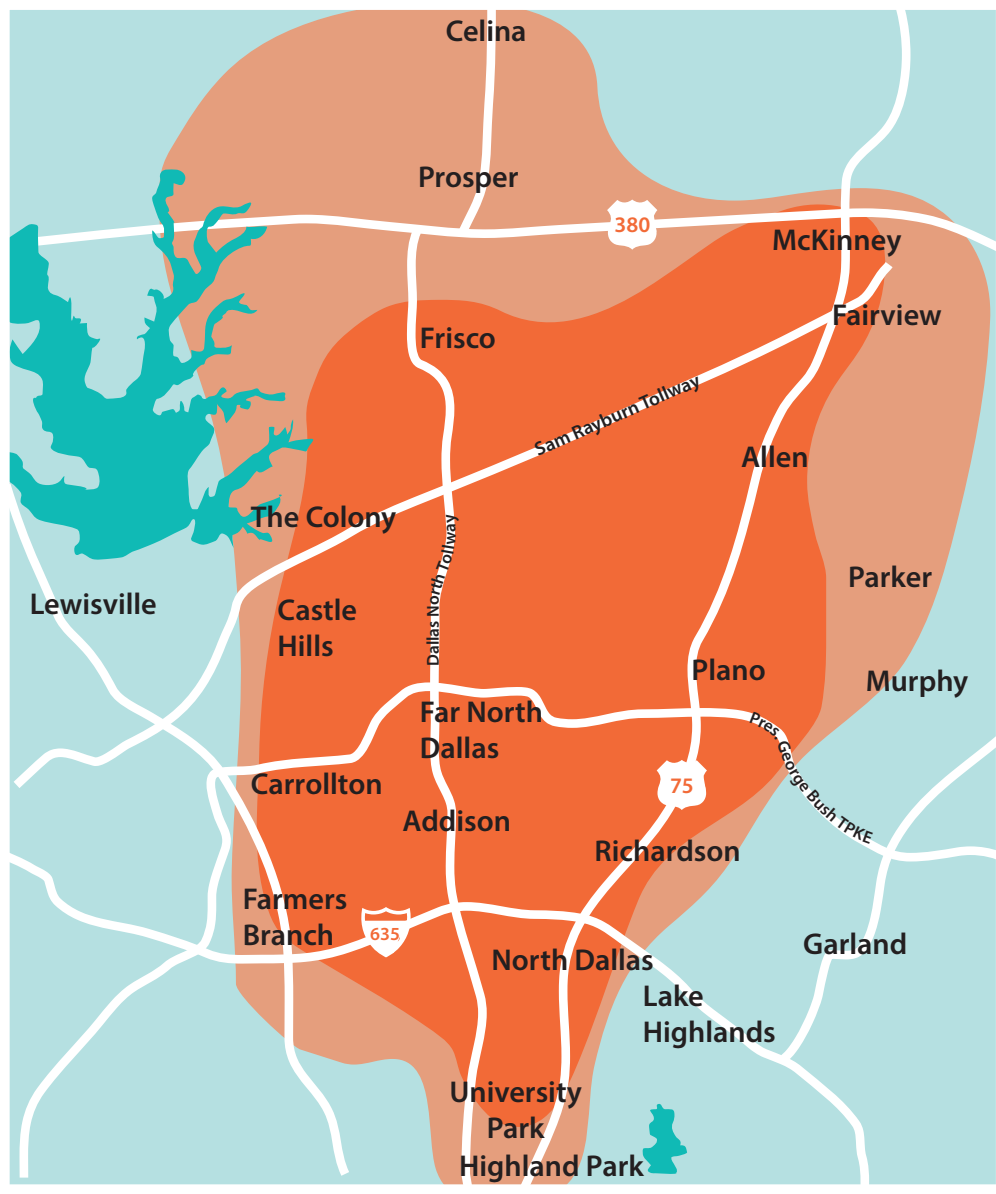 Celina
Prosper
380
McKinney
Fairview
Frisco
Sam Rayburn Tollway
Allen
The Colony
Dallas North Tollway
Parker
Lewisville
Castle
Hills
Plano
Murphy
Far North
Dallas
Pres. George Bush TPKE
Carrollton
75
Addison
Richardson
Farmers
Branch
635
Garland
North Dallas
Lake
Highlands
University
Park
Highland Park